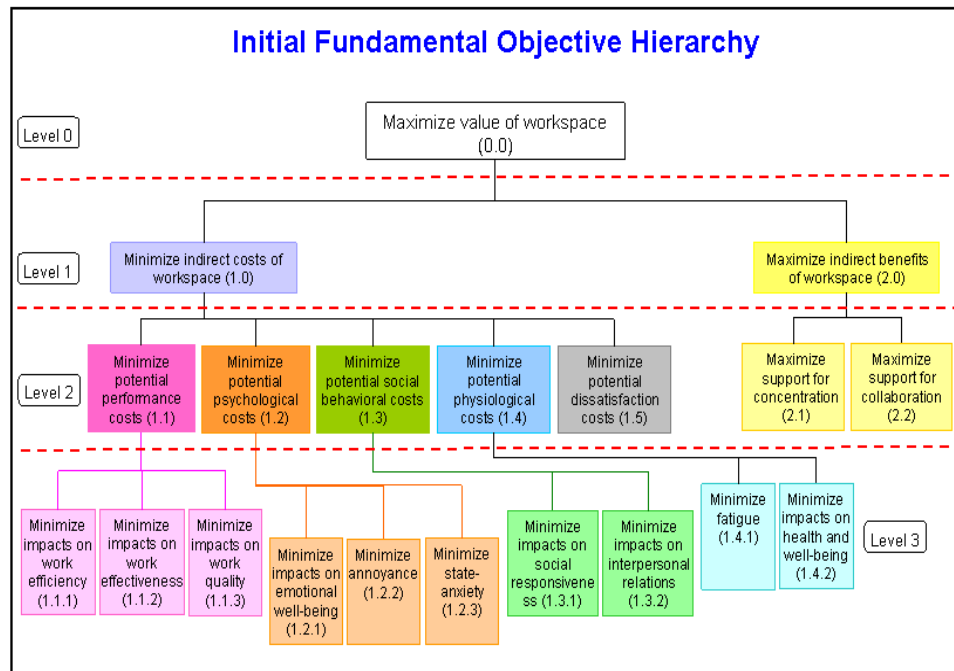 Initial Fundamental Objective Hierarchy
Level 0
Maximize value of workspace
(0.0)
Level 1
Minimize indirect costs of
workspace (1.0)
Maximize indirect benefits
of workspace (2.0)
Level 2
Minimize
potential
performance
costs (1.1)
Minimize
potential
psychological
costs (1.2)
Minimize
potential social
behavioral costs
(1.3)
Minimize
potential
physiological
costs (1.4)
Minimize
potential
dissatisfaction
costs (1.5)
Maximize
support for
concentration
(2.1)
Maximize
support for
collaboration
(2.2)
Minimize
impacts on
work
efficiency
(1.1.1)
Minimize
impacts on
work
effectiveness
(1.1.2)
Minimize
impacts on
work
quality
(1.1.3)
Minimize
impacts on
emotional
well-being
(1.2.1)
Minimize
annoyance
(1.2.2)
Minimize
state-
anxiety
(1.2.3)
Minimize
impacts on
social
responsivene
ss (1.3.1)
Minimize
impacts on
interpersonal
relations
(1.3.2)
Minimize
fatigue
(1.4.1)
Minimize
impacts on
health and
well-being
(1.4.2)
Level 3